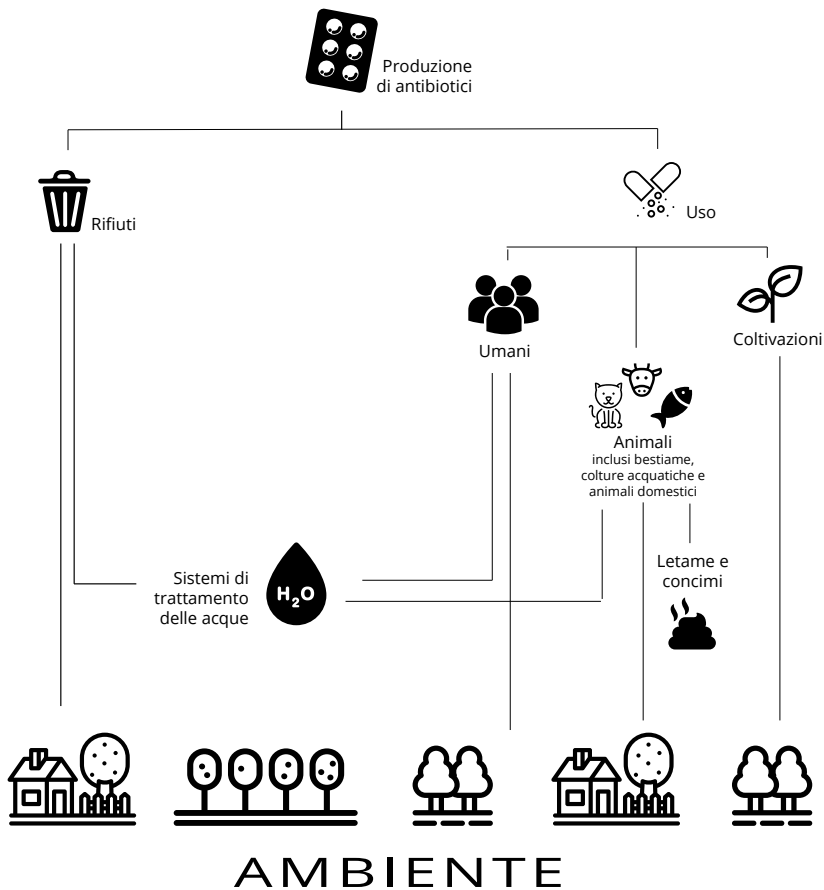 Produzione
di antibiotici
Rifiuti
Uso
Umani
Coltivazioni
Animali
inclusi bestiame,
colture acquatiche e
animali domestici
Letame e
concimi
Sistemi di
trattamento
delle acque
H₂O
AMBIENTE